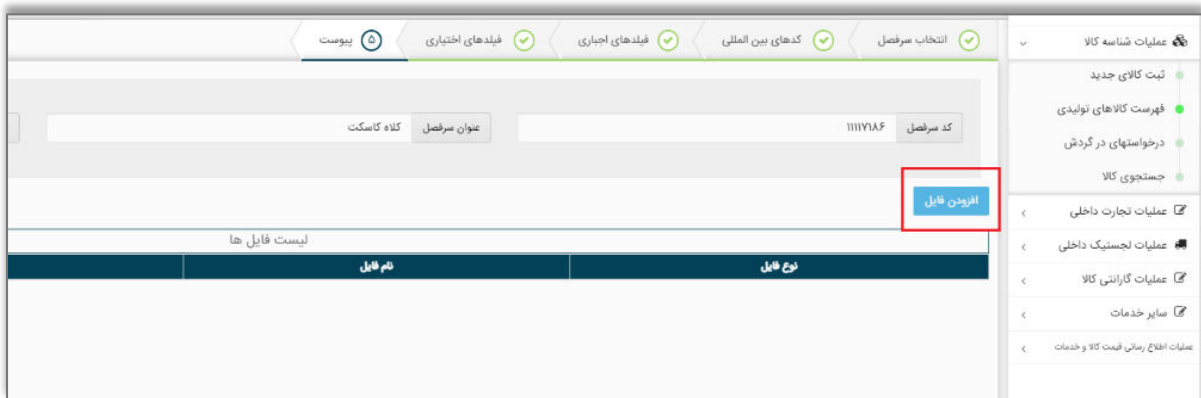 عملیات شناسه کالا
ثبت کالای جدید
فهرست کالاهای تولیدی
درخواستهای در گردش
جستجوی کالا
عملیات تجارت داخلی
عملیات لجستیک داخلی
عملیات گارانتی کالا
سایر خدمات
عملیات اطلاع رسانی قیمت کالا و خدمات
انتخاب سرفصل کدهای بین المللی فیلدهای اجباری فیلدهای اختیاری ۵ پیوست
کد سرفصل ۱۱۱۱۷۱۸۶ عنوان سرفصل کلاه کاسکت
افزودن فایل
لیست فایل ها
نوع فایل نام فایل